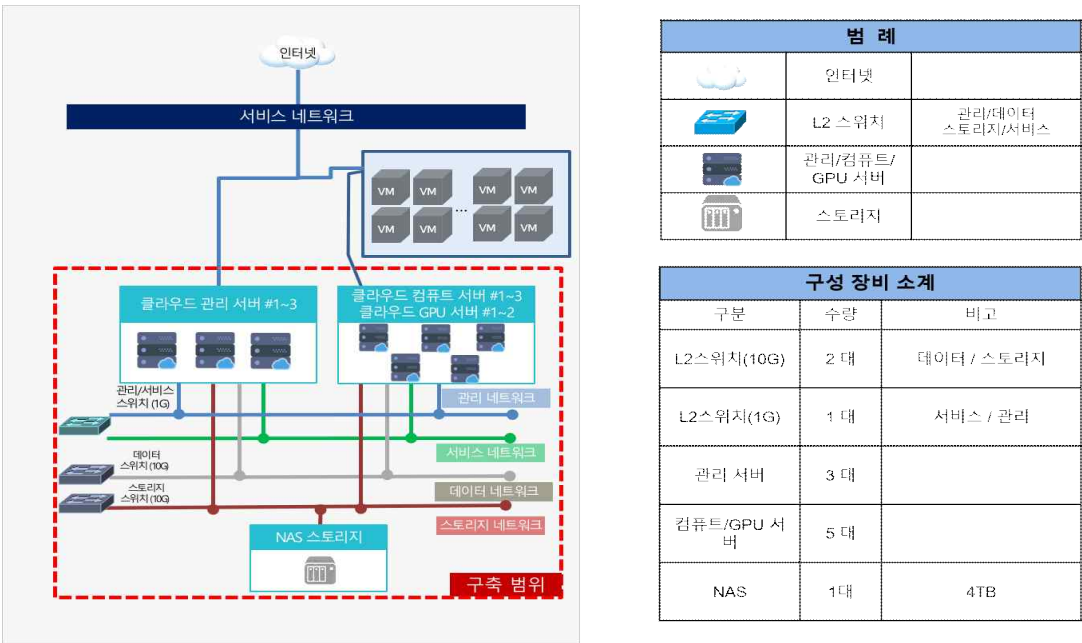 인터넷
서비스 네트워크
VM VM VM VM
...
VM VM VM VM
클라우드 관리 서버 #1~3
클라우드 컴퓨트 서버 #1~3
클라우드 GPU 서버 #1~2
관리/서비스
스위치 (1G)
관리 네트워크
서비스 네트워크
데이터
스위치(10G)
데이터 네트워크
스토리지
스위치(10G)
스토리지 네트워크
NAS 스토리지
구축 범위
범 례
인터넷
L2 스위치
관리/데이터
스토리지/서비스
관리/컴퓨트/
GPU 서버
스토리지
구성 장비 소계
구분 수량 비고
L2스위치(10G) 2 대 데이터 / 스토리지
L2스위치(1G) 1 대 서비스 / 관리
관리 서버 3 대
컴퓨트/GPU 서
버
5 대
NAS 1대 4TB